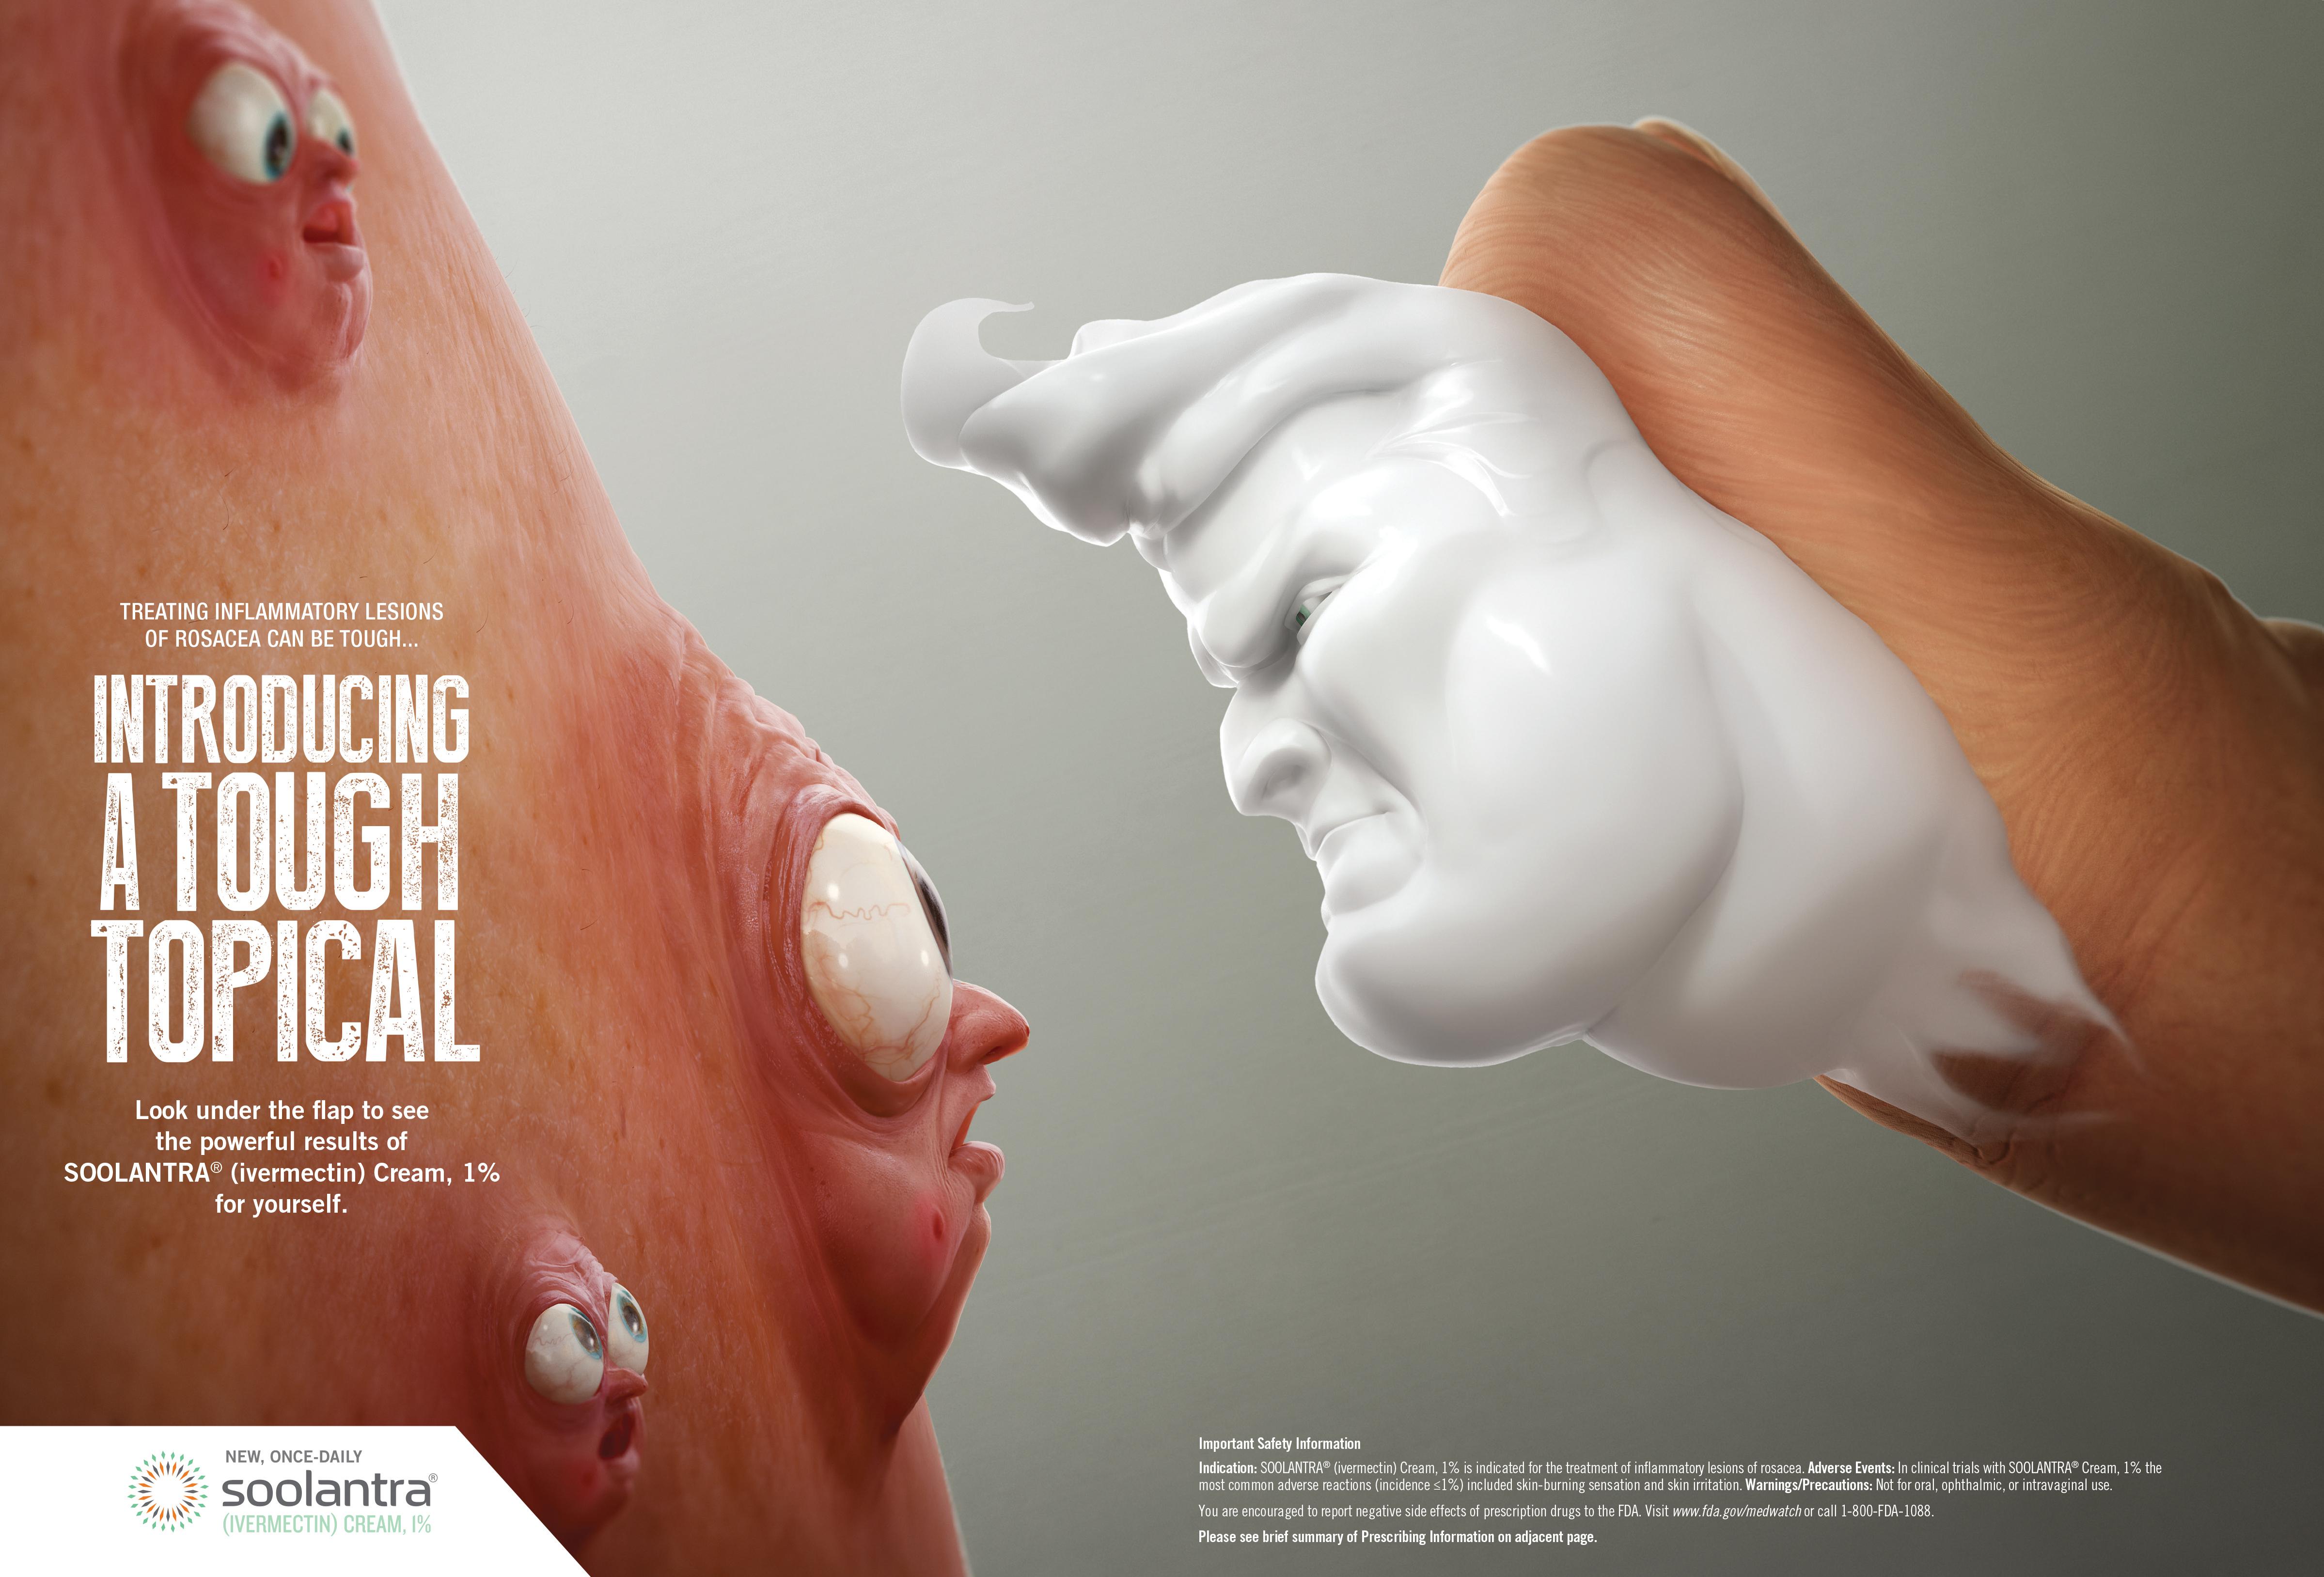 TREATING INFLAMMATORY LESIONS
OF ROSACEA CAN BE TOUGH...
INTRODUCING
A TOUGH
TOPICAL
Look under the flap to see
the powerful results of
SOOLANTRA® (ivermectin) Cream, 1%
for yourself.
NEW, ONCE-DAILY
soolantra®
(IVERMECTIN) CREAM, 1%
Important Safety Information
Indication: SOOLANTRA® (ivermectin) Cream, 1% is indicated for the treatment of inflammatory lesions of rosacea. Adverse Events: In clinical trials with SOOLANTRA® Cream, 1% the
most common adverse reactions (incidence ≤1%) included skin-burning sensation and skin irritation. Warnings/Precautions: Not for oral, ophthalmic, or intravaginal use.
You are encouraged to report negative side effects of prescription drugs to the FDA. Visit www.fda.gov/medwatch or call 1-800-FDA-1088.
Please see brief summary of Prescribing Information on adjacent page.